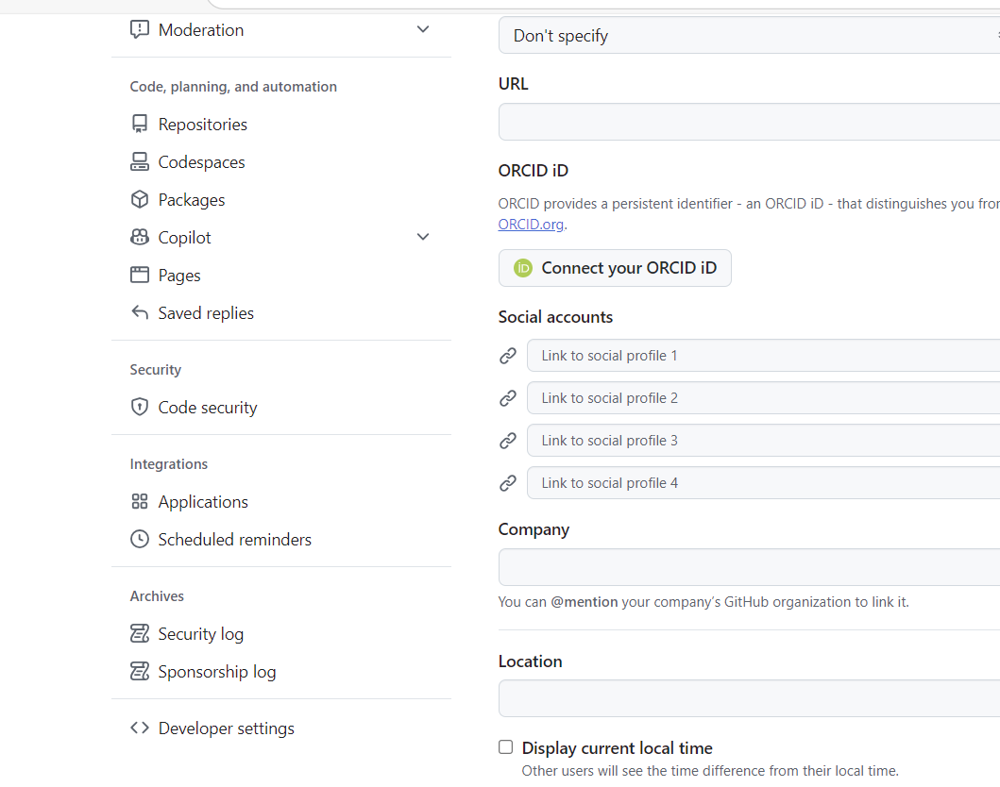 Moderation
Code, planning, and automation
Repositories
Codespaces
Packages
Copilot
Pages
Saved replies
Security
Code security
Integrations
Applications
Scheduled reminders
Archives
Security log
Sponsorship log
Developer settings
Don't specify
URL
ORCID iD
ORCID provides a persistent identifier - an ORCID iD - that distinguishes you
ORCID.org.
iD Connect your ORCID iD
Social accounts
Link to social profile 1
Link to social profile 2
Link to social profile 3
Link to social profile 4
Company
You can @mention your company’s GitHub organization to link it.
Location
Display current local time
Other users will see the time difference from their local time.